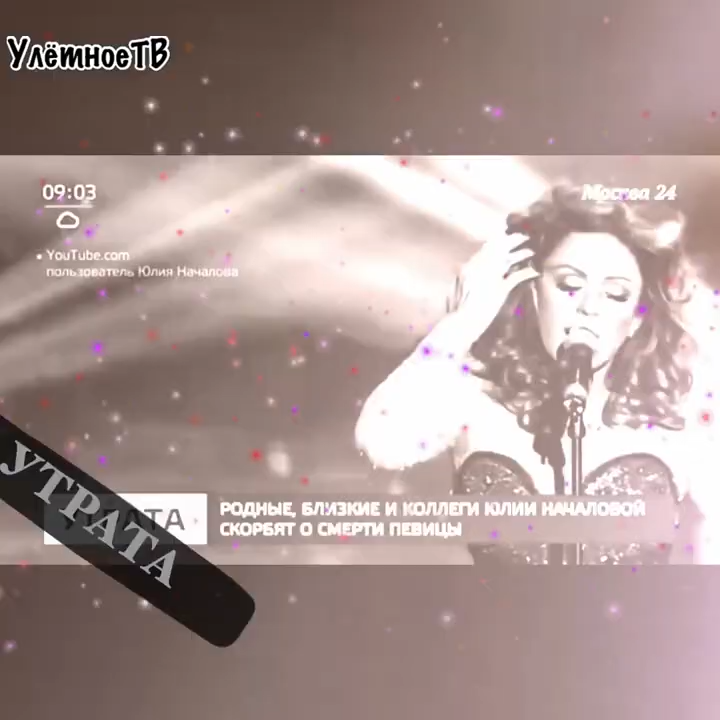 УлётноеТВ
09:03
Москва 24
YouTube.com
пользователь Юлия Началова
УТРАТА
УТРАТА
РОДНЫЕ, БЛИЗКИЕ И КОЛЛЕГИ ЮЛИИ НАЧАЛОВОЙ
СКОРБЯТ О СМЕРТИ ПЕВИЦЫ